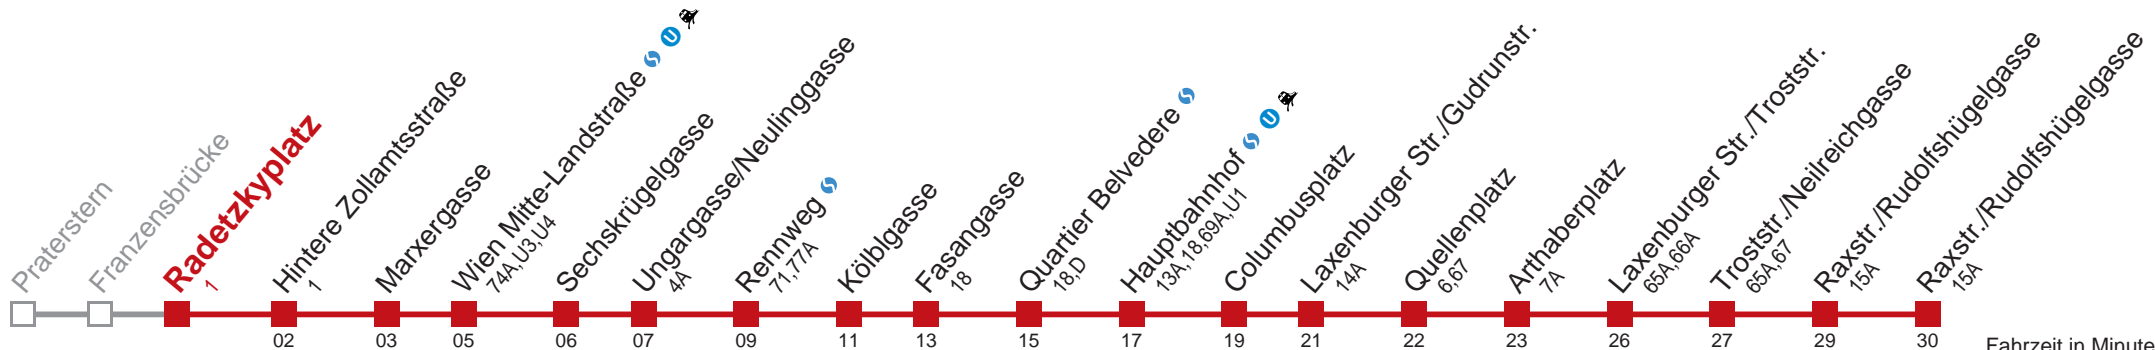 Praterstern
Franzensbrücke
Radetzkyplatz
1
Hintere Zollamtsstraße
1
Marxergasse
Wien Mitte-Landstraße S U
74A,U3,U4
Sechskrügelgasse
Ungargasse/Neulinggasse
4A
Rennweg S
71,77A
Kölblgasse
Fasangasse
18
Quartier Belvedere S
18,D
Hauptbahnhof S U
13A,18,69A,U1
Columbusplatz
Laxenburger Str./Gudrunstr.
14A
Quellenplatz
6,67
Arthaberplatz
7A
Laxenburger Str./Troststr.
65A,66A
Troststr./Neilreichgasse
65A,67
Raxstr./Rudolfshügelgasse
15A
Raxstr./Rudolfshügelgasse
15A
02 03 05 06 07 09 11 13 15 17 19 21 22 23 26 27 29 30 Fahrzeit in Minute